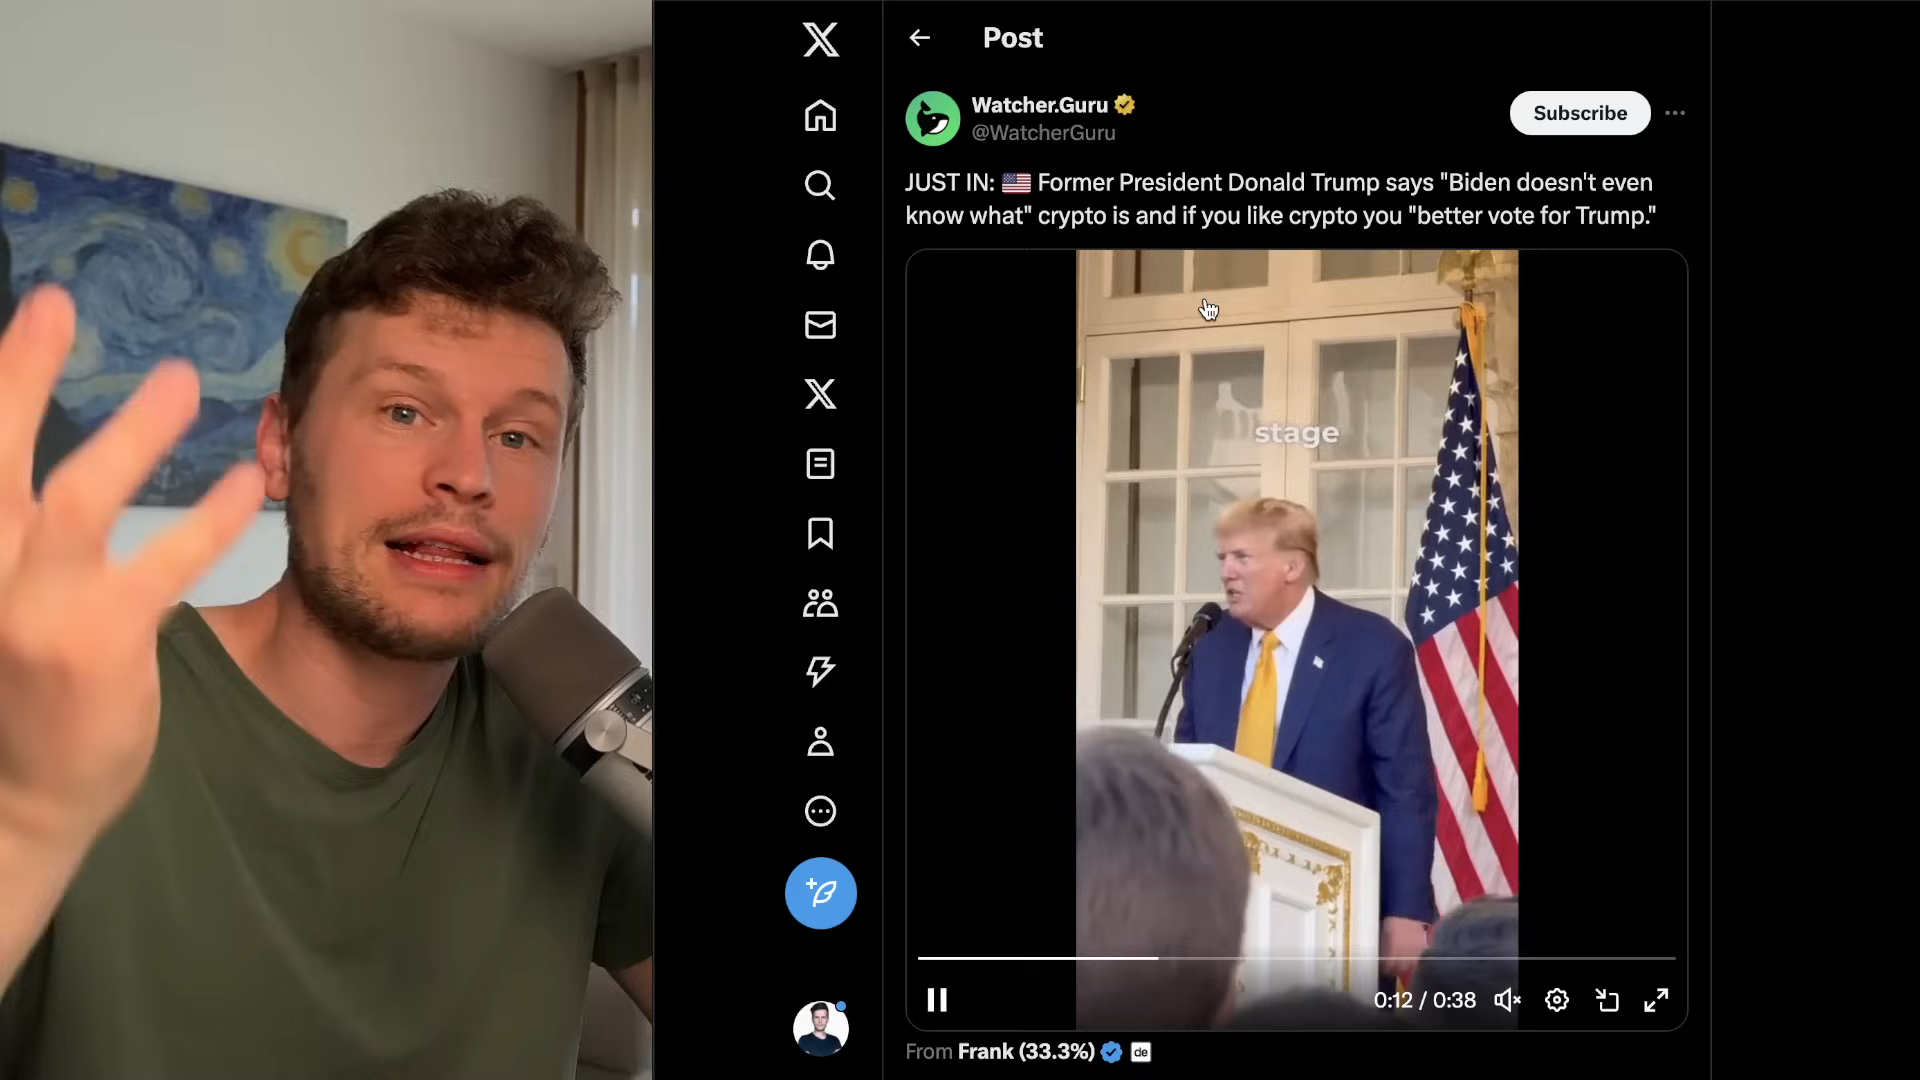 Post
Watcher.Guru
@WatcherGuru
Subscribe
JUST IN: 🇺🇸 Former President Donald Trump says "Biden doesn't even
know what" crypto is and if you like crypto you "better vote for Trump."
stage
0:12 / 0:38
From Frank (33.3%) de